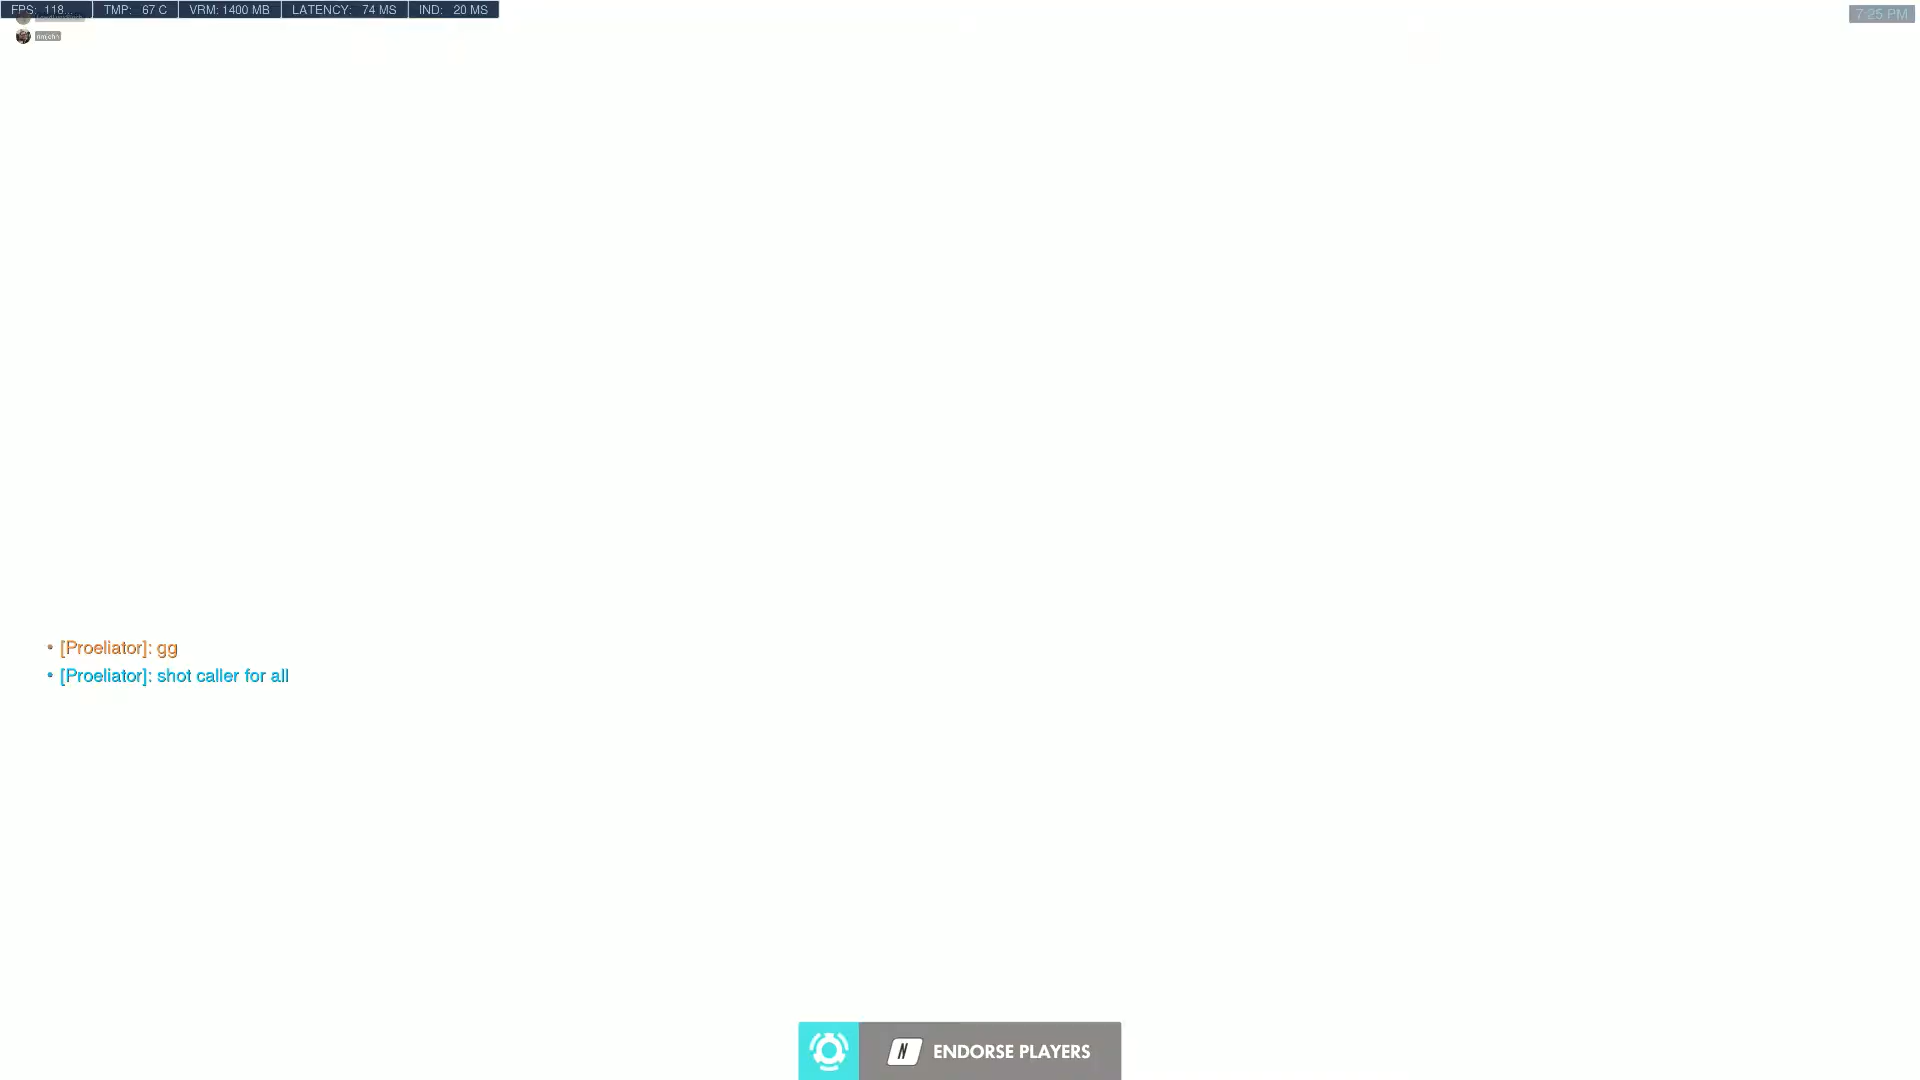 FPS: 118... TMP: 67 C VRM: 1400 MB LATENCY: 74 MS IND: 20 MS
7:25 PM
[Proeliator]: gg
[Proeliator]: shot caller for all
N ENDORSE PLAYERS